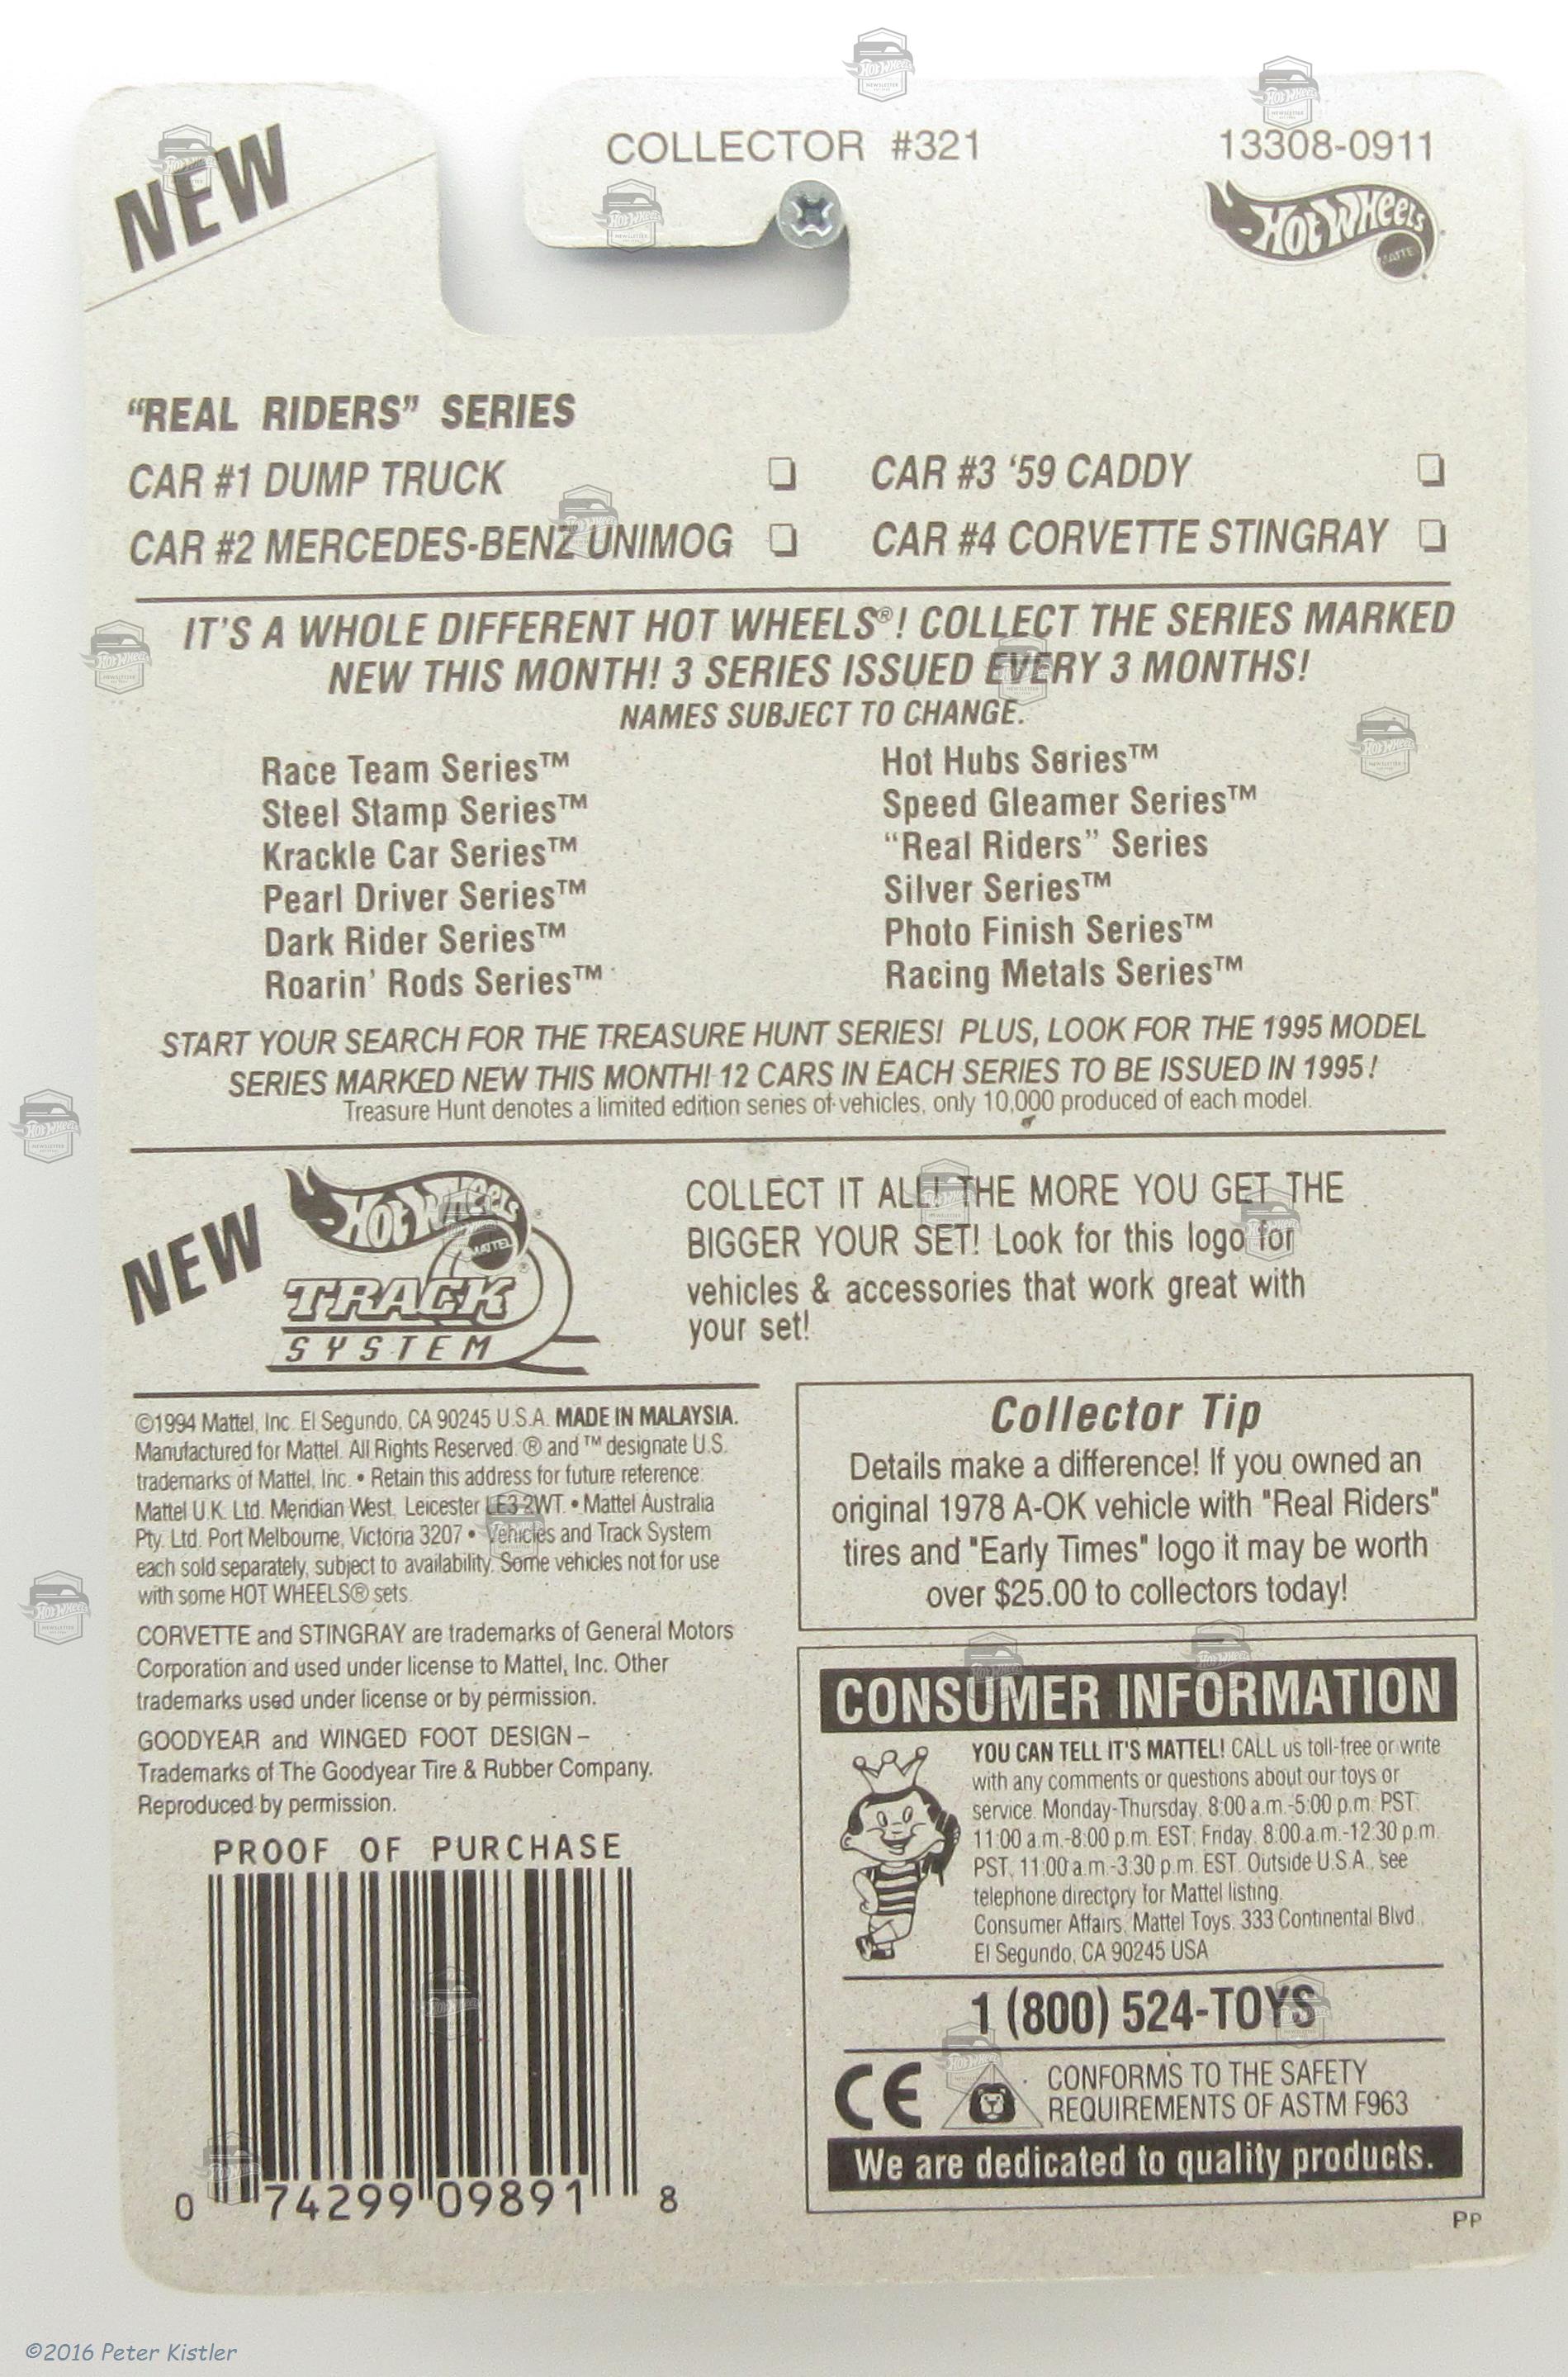 NEW
COLLECTOR #321
13308-0911
HOT WHEELS
MATTEL
“REAL RIDERS” SERIES
CAR #1 DUMP TRUCK ❑ CAR #3 ‘59 CADDY ❑
CAR #2 MERCEDES-BENZ UNIMOG ❑ CAR #4 CORVETTE STINGRAY ❑
IT'S A WHOLE DIFFERENT HOT WHEELS®! COLLECT THE SERIES MARKED
NEW THIS MONTH! 3 SERIES ISSUED EVERY 3 MONTHS!
NAMES SUBJECT TO CHANGE.
Race Team Series™
Steel Stamp Series™
Krackle Car Series™
Pearl Driver Series™
Dark Rider Series™
Roarin’ Rods Series™
Hot Hubs Series™
Speed Gleamer Series™
“Real Riders” Series
Silver Series™
Photo Finish Series™
Racing Metals Series™
START YOUR SEARCH FOR THE TREASURE HUNT SERIES! PLUS, LOOK FOR THE 1995 MODEL
SERIES MARKED NEW THIS MONTH! 12 CARS IN EACH SERIES TO BE ISSUED IN 1995!
Treasure Hunt denotes a limited edition series of vehicles, only 10,000 produced of each model.
NEW
HOT WHEELS®
MATTEL
TRACK®
SYSTEM
COLLECT IT ALL! THE MORE YOU GET THE
BIGGER YOUR SET! Look for this logo for
vehicles & accessories that work great with
your set!
©1994 Mattel, Inc. El Segundo, CA 90245 U.S.A. MADE IN MALAYSIA.
Manufactured for Mattel. All Rights Reserved. ® and ™ designate U.S.
trademarks of Mattel, Inc. • Retain this address for future reference:
Mattel U.K. Ltd. Meridian West, Leicester LE3 2WT. • Mattel Australia
Pty. Ltd. Port Melbourne, Victoria 3207 • Vehicles and Track System
each sold separately, subject to availability. Some vehicles not for use
with some HOT WHEELS® sets.
CORVETTE and STINGRAY are trademarks of General Motors
Corporation and used under license to Mattel, Inc. Other
trademarks used under license or by permission.
GOODYEAR and WINGED FOOT DESIGN –
Trademarks of The Goodyear Tire & Rubber Company.
Reproduced by permission.
PROOF OF PURCHASE
0 74299 09891 8
Collector Tip
Details make a difference! If you owned an
original 1978 A-OK vehicle with "Real Riders"
tires and "Early Times" logo it may be worth
over $25.00 to collectors today!
CONSUMER INFORMATION
YOU CAN TELL IT'S MATTEL! CALL us toll-free or write
with any comments or questions about our toys or
service. Monday-Thursday, 8:00 a.m.-5:00 p.m. PST.
11:00 a.m.-8:00 p.m. EST; Friday, 8:00.a.m.-12:30 p.m.
PST, 11:00 a.m.-3:30 p.m. EST. Outside U.S.A., see
telephone directory for Mattel listing.
Consumer Affairs, Mattel Toys, 333 Continental Blvd.,
El Segundo, CA 90245 USA
1 (800) 524-TOYS
CE
CONFORMS TO THE SAFETY
REQUIREMENTS OF ASTM F963
We are dedicated to quality products.
PP
©2016 Peter Kistler